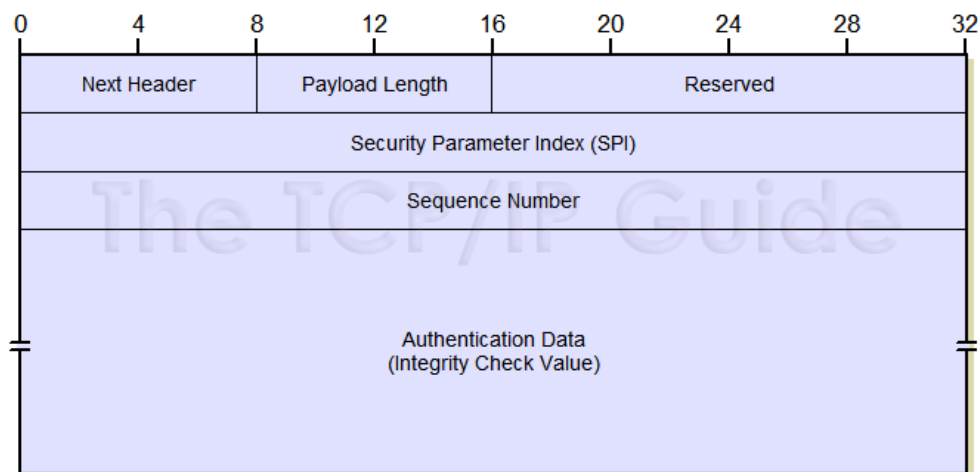 0 4 8 12 16 20 24 28 32
Next Header Payload Length Reserved
Security Parameter Index (SPI)
Sequence Number
The TCP/IP Guide
Authentication Data
(Integrity Check Value)